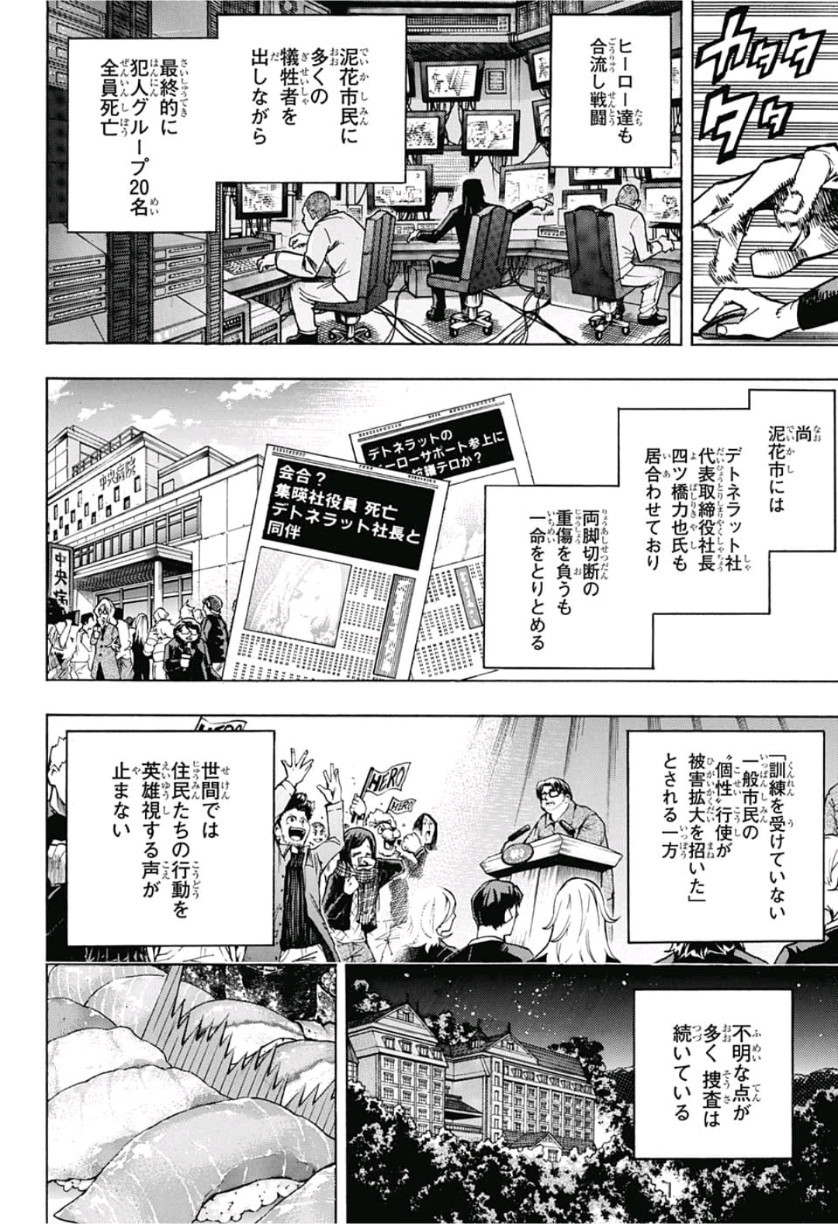 カタタタ
タタ
ヒーロー達も
合流し戦闘
泥花市民に
多くの
犠牲者を
出しながら
最終的に
犯人グループ20名
全員死亡
尚
泥花市には
デトネラット社
代表取締役社長
四ツ橋力也氏も
居合わせており
両脚切断の
重傷を負うも
一命をとりとめる
デトネラットの
ーローサポート参上に
議テロか?
会合?
集暎社役員 死亡
デトネラット社長と
同伴
中央病院
中央病
「訓練を受けていない
一般市民の
“個性”行使が
被害拡大を招いた」
とされる一方
HERO
HERO
HERO
世間では
住民たちの行動を
英雄視する声が
止まない
不明な点が
多く 捜査は
続いている